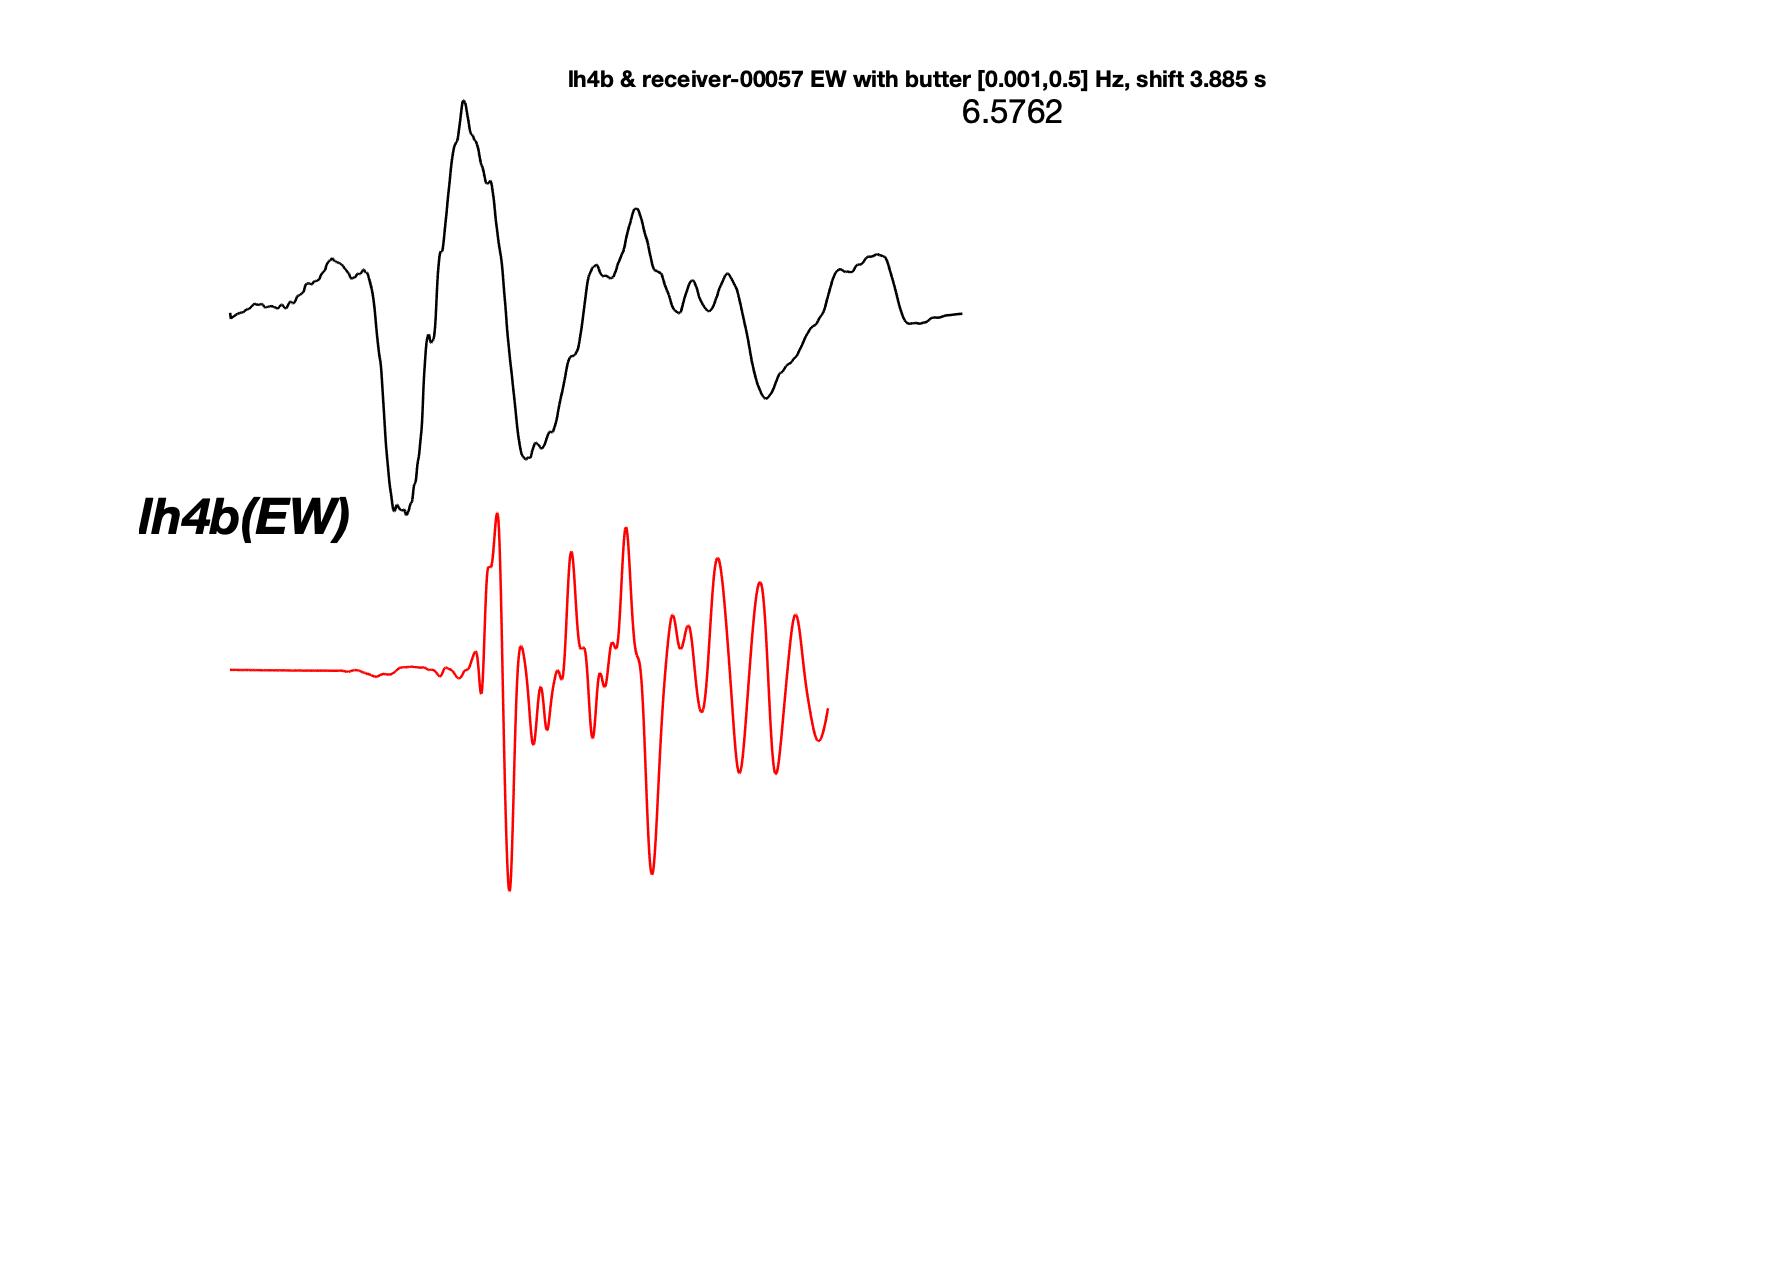 lh4b & receiver-00057 EW with butter [0.001,0.5] Hz, shift 3.885 s
6.5762
lh4b(EW)